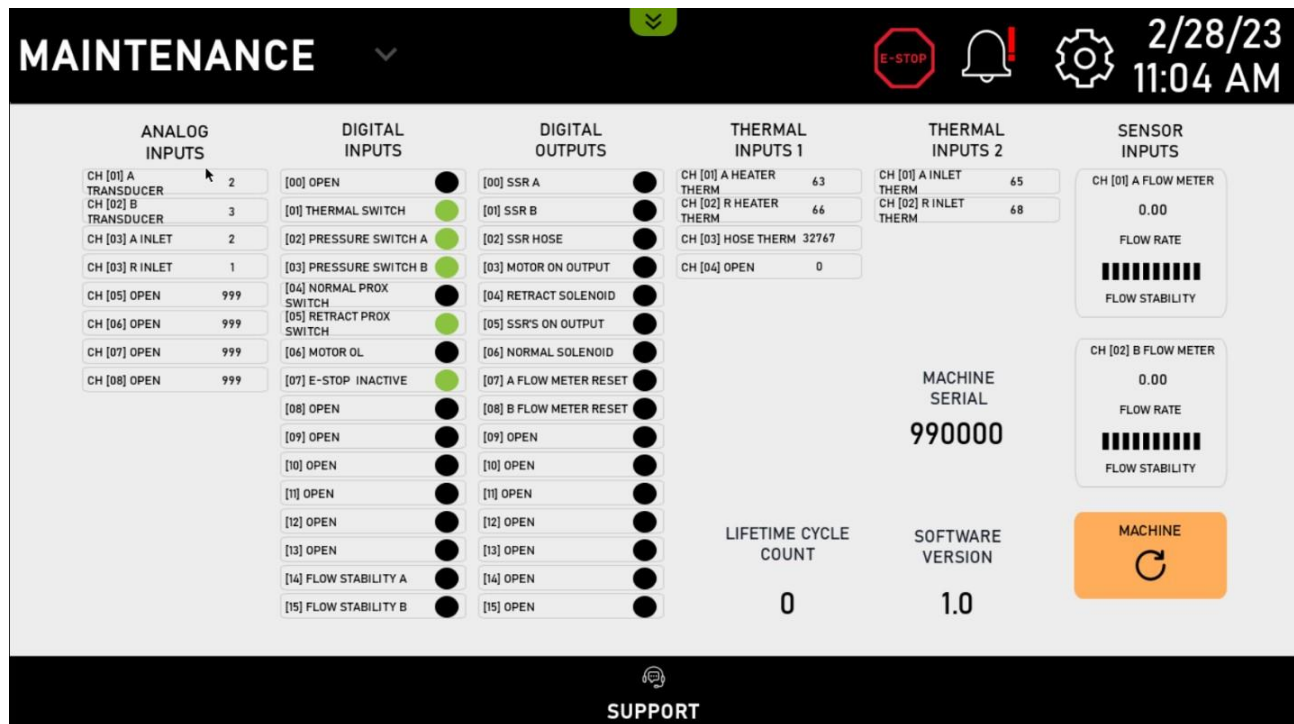 MAINTENANCE
E-STOP
!
2/28/23
11:04 AM
ANALOG
INPUTS
CH [01] A
TRANSDUCER
2
CH [02] B
TRANSDUCER
3
CH [03] A INLET
2
CH [03] R INLET
1
CH [05] OPEN
999
CH [06] OPEN
999
CH [07] OPEN
999
CH [08] OPEN
999
DIGITAL
INPUTS
[00] OPEN
[01] THERMAL SWITCH
[02] PRESSURE SWITCH A
[03] PRESSURE SWITCH B
[04] NORMAL PROX
SWITCH
[05] RETRACT PROX
SWITCH
[06] MOTOR OL
[07] E-STOP INACTIVE
[08] OPEN
[09] OPEN
[10] OPEN
[11] OPEN
[12] OPEN
[13] OPEN
[14] FLOW STABILITY A
[15] FLOW STABILITY B
DIGITAL
OUTPUTS
[00] SSR A
[01] SSR B
[02] SSR HOSE
[03] MOTOR ON OUTPUT
[04] RETRACT SOLENOID
[05] SSR'S ON OUTPUT
[06] NORMAL SOLENOID
[07] A FLOW METER RESET
[08] B FLOW METER RESET
[09] OPEN
[10] OPEN
[11] OPEN
[12] OPEN
[13] OPEN
[14] OPEN
[15] OPEN
THERMAL
INPUTS 1
CH [01] A HEATER
THERM
63
CH [02] R HEATER
THERM
66
CH [03] HOSE THERM 32767
CH [04] OPEN
0
THERMAL
INPUTS 2
CH [01] A INLET
THERM
65
CH [02] R INLET
THERM
68
SENSOR
INPUTS
CH [01] A FLOW METER
0.00
FLOW RATE
FLOW STABILITY
CH [02] B FLOW METER
0.00
FLOW RATE
FLOW STABILITY
MACHINE
SERIAL
990000
LIFETIME CYCLE
COUNT
0
SOFTWARE
VERSION
1.0
MACHINE
SUPPORT